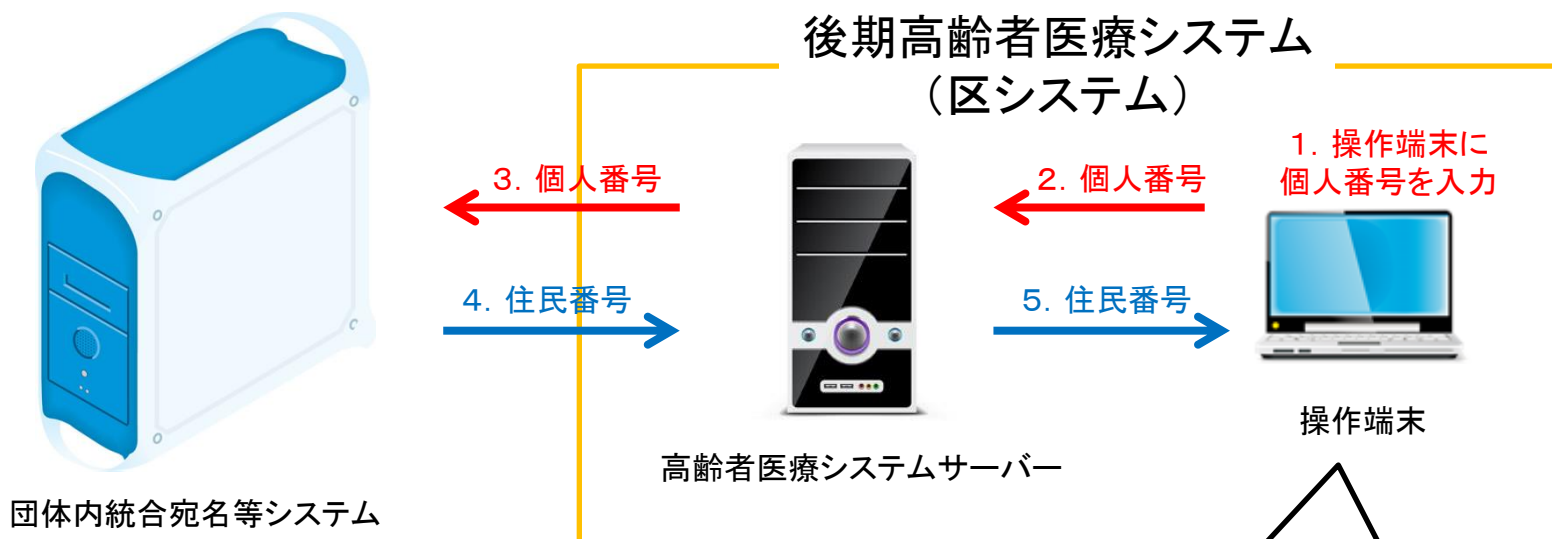 後期高齢者医療システム
（区システム）
1．操作端末に
個人番号を入力
3．個人番号
2．個人番号
4．住民番号
5．住民番号
操作端末
高齢者医療システムサーバー
団体内統合宛名等システム